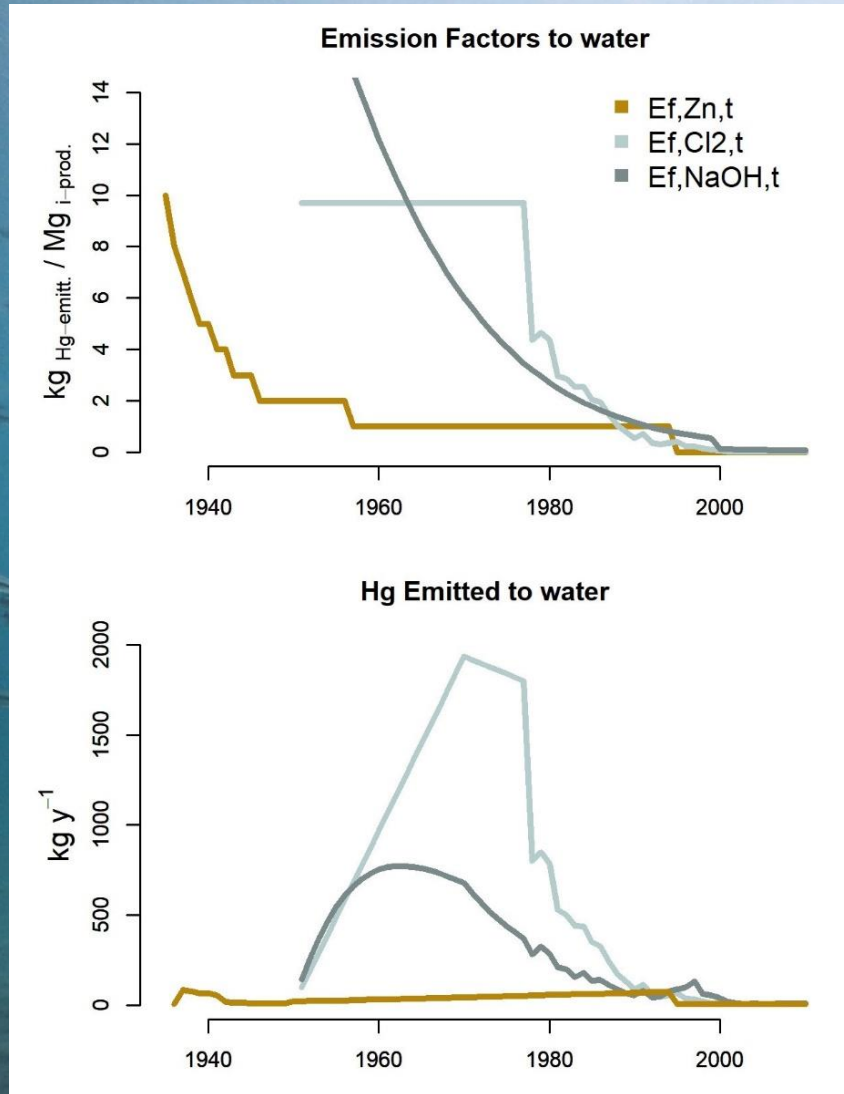 Emission Factors to water
Ef,Zn,t
Ef,Cl2,t
Ef,NaOH,t
kg Hg−emitt. / Mg i−prod.
14
12
10
8
6
4
2
0
1940 1960 1980 2000
Hg Emitted to water
kg y−1
2000
1500
1000
500
0
1940 1960 1980 2000